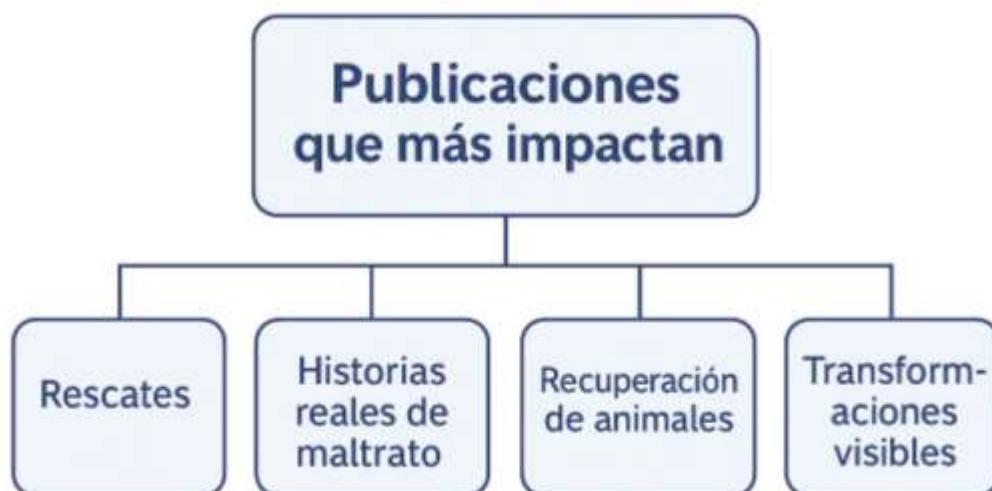 Publicaciones
que más impactan
Rescates
Historias
reales de
maltrato
Recuperación
de animales
Transform-
aciones
visibles